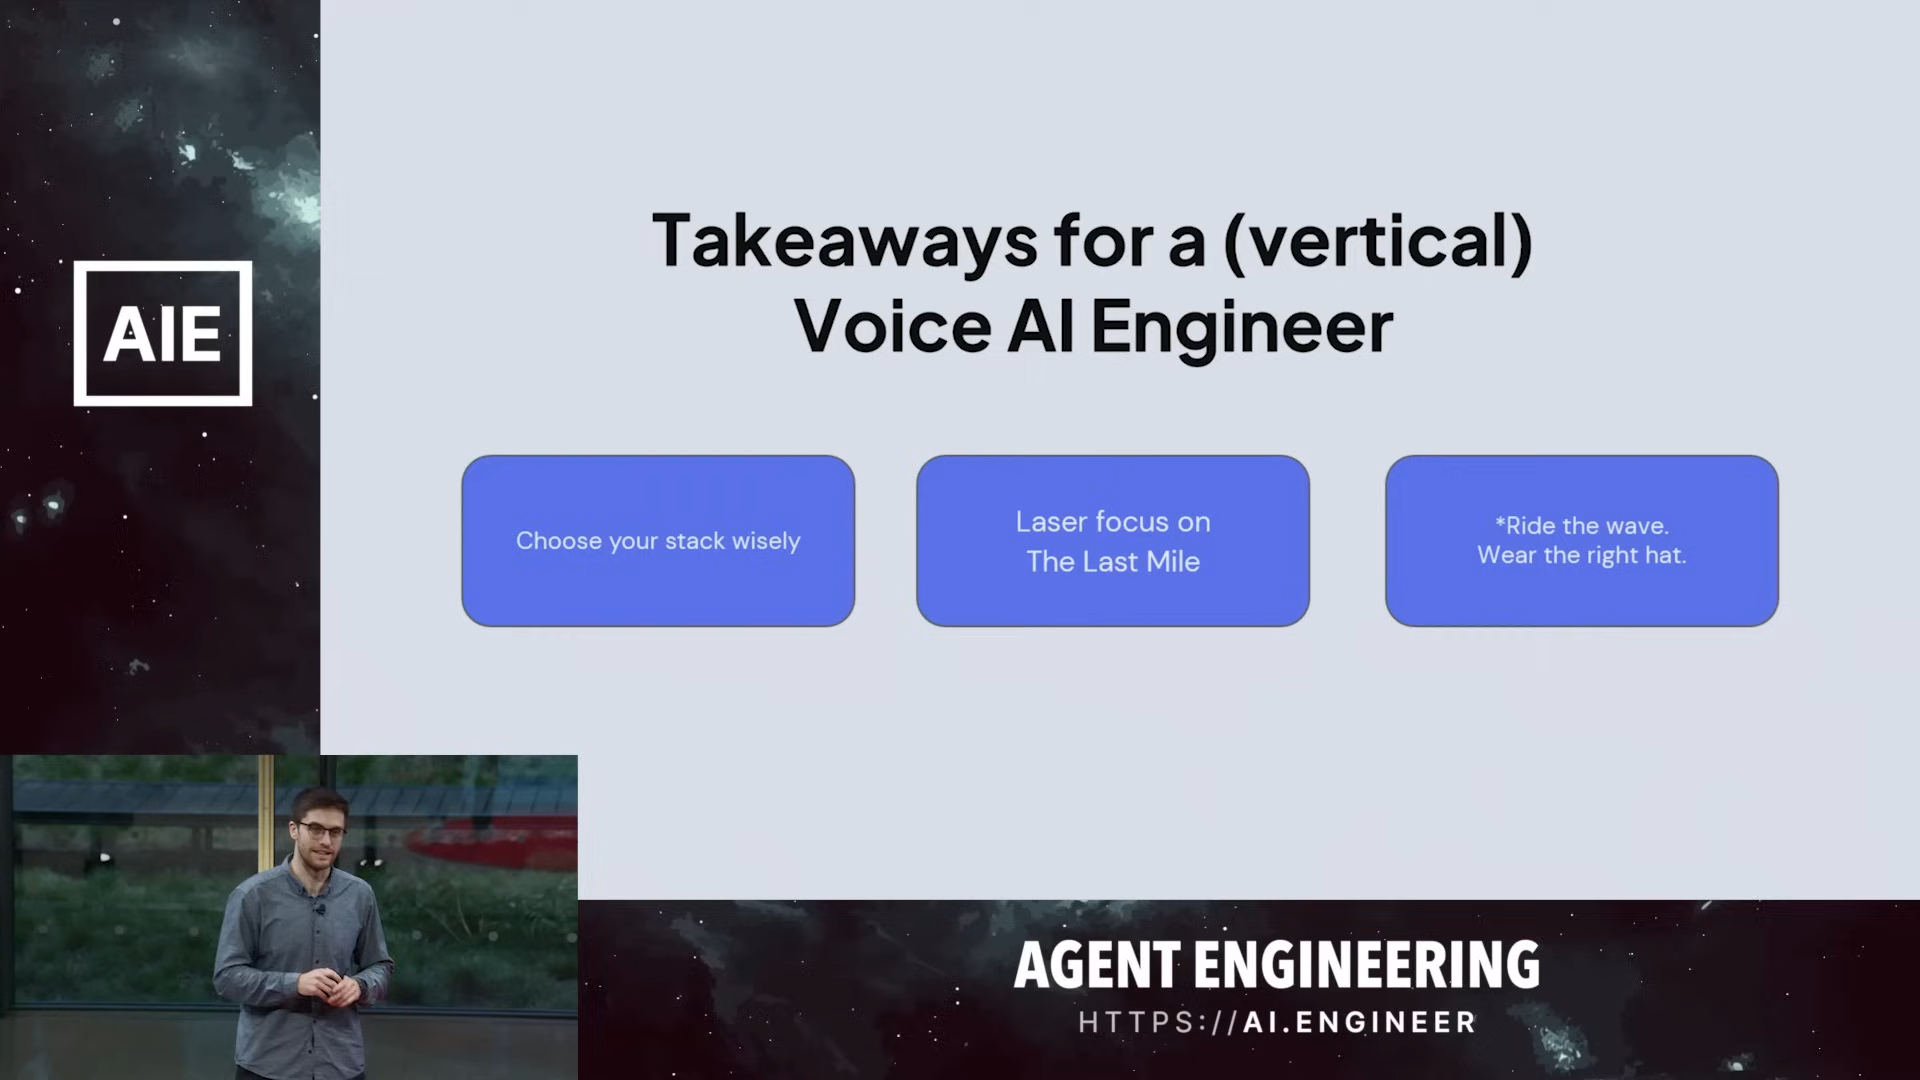 AIE
Takeaways for a (vertical)
Voice AI Engineer
Choose your stack wisely
Laser focus on
The Last Mile
*Ride the wave.
Wear the right hat.
AGENT ENGINEERING
HTTPS://AI.ENGINEER